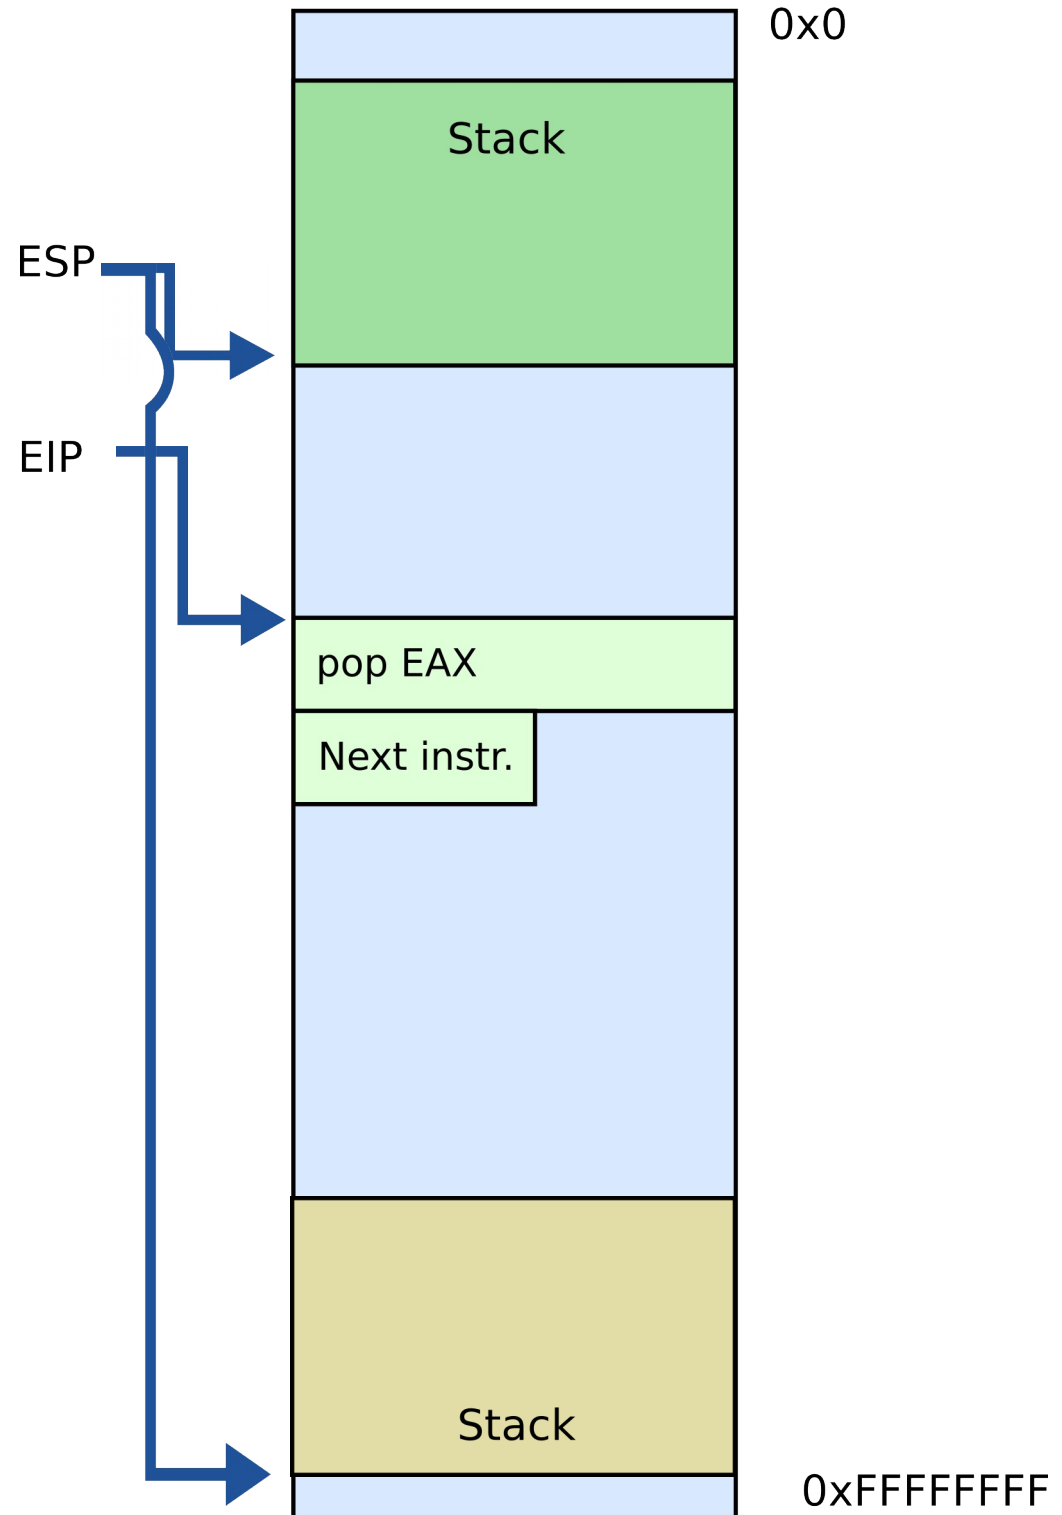 0x0
Stack
ESP
EIP
pop EAX
Next instr.
Stack
0xFFFFFFFF